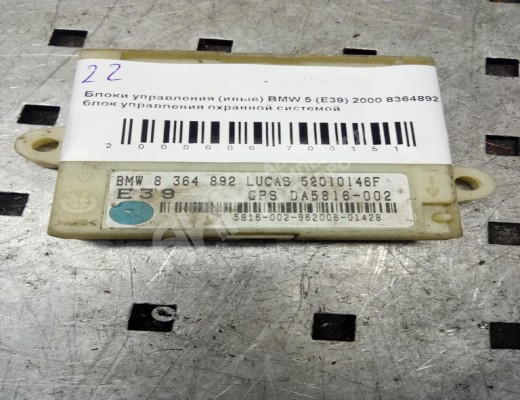 22
Блоки управления (иные) BMW 5 (E39) 2000 8364892
блок управления охранной системой
2000000700151
BMW 8 364 892 LUCAS 52010146F
E39 GPS DA5816-002
5816-002-962006-01428